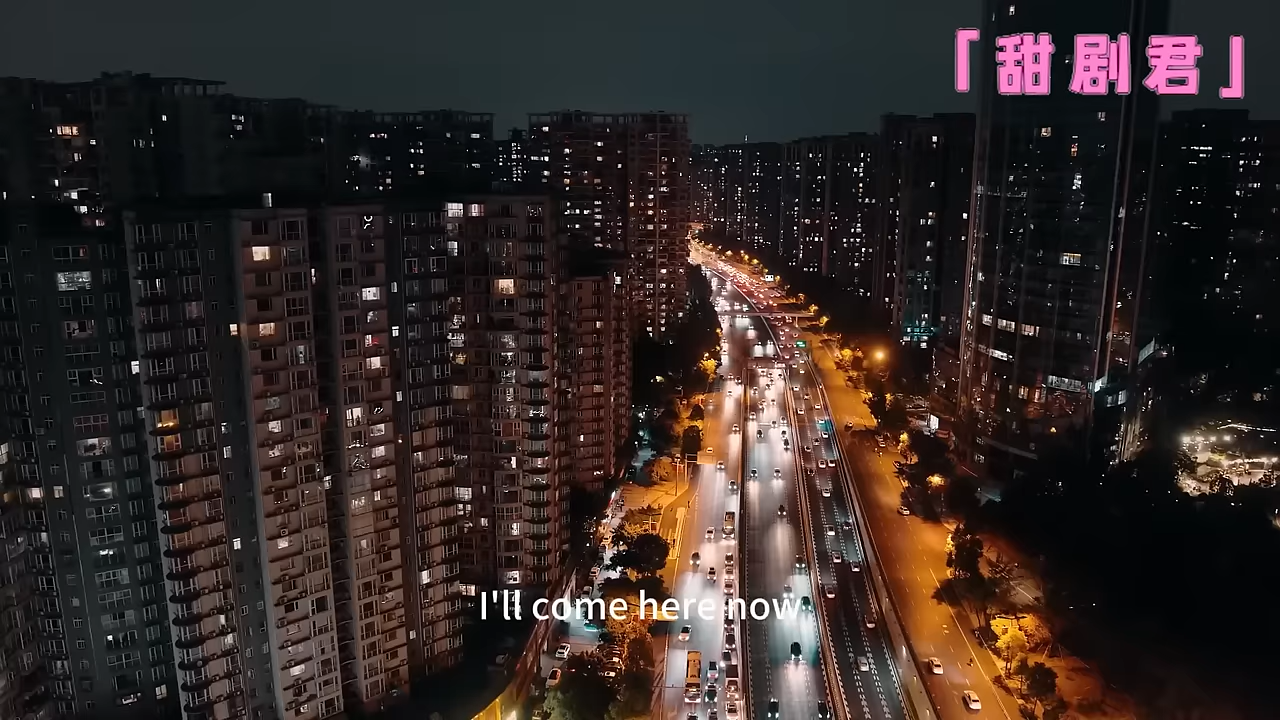 「甜剧君」
I'll come here now